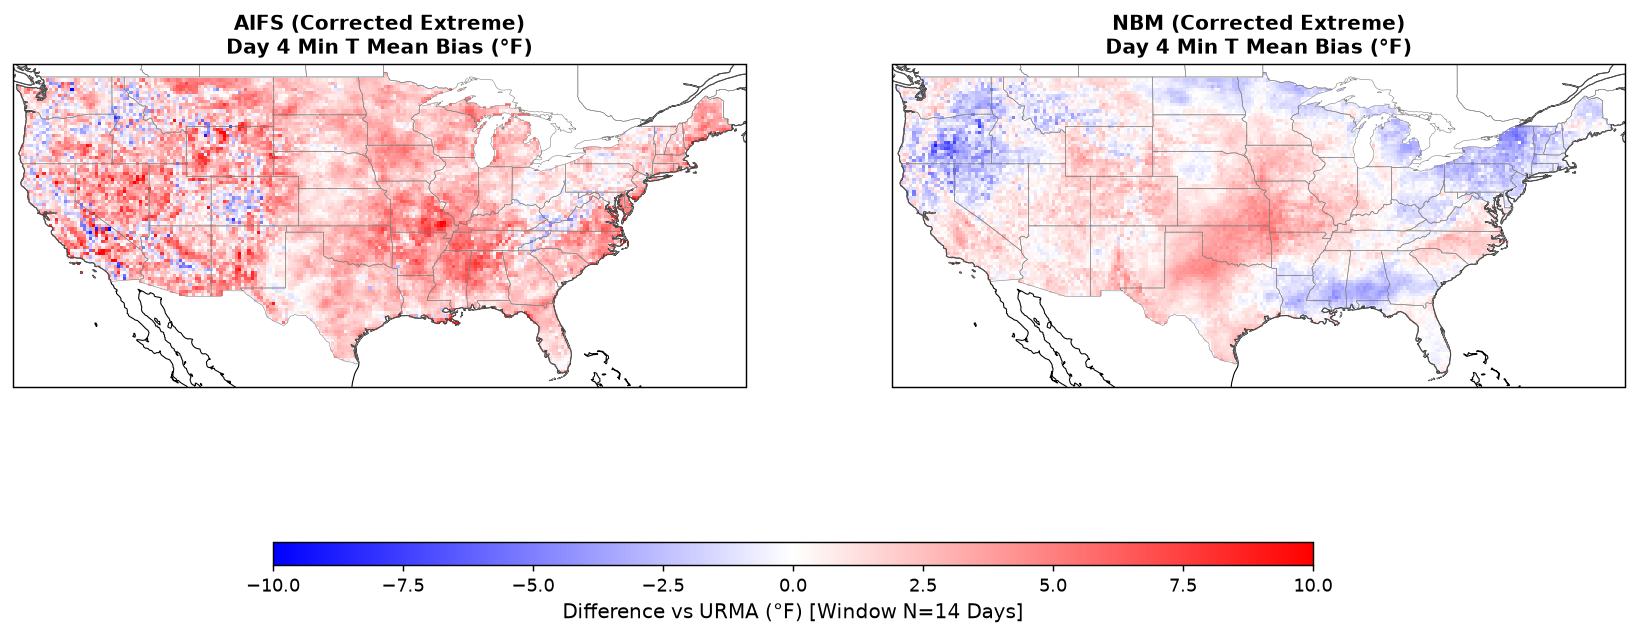 AIFS (Corrected Extreme)
Day 4 Min T Mean Bias (°F)
NBM (Corrected Extreme)
Day 4 Min T Mean Bias (°F)
−10.0 −7.5 −5.0 −2.5 0.0 2.5 5.0 7.5 10.0
Difference vs URMA (°F) [Window N=14 Days]